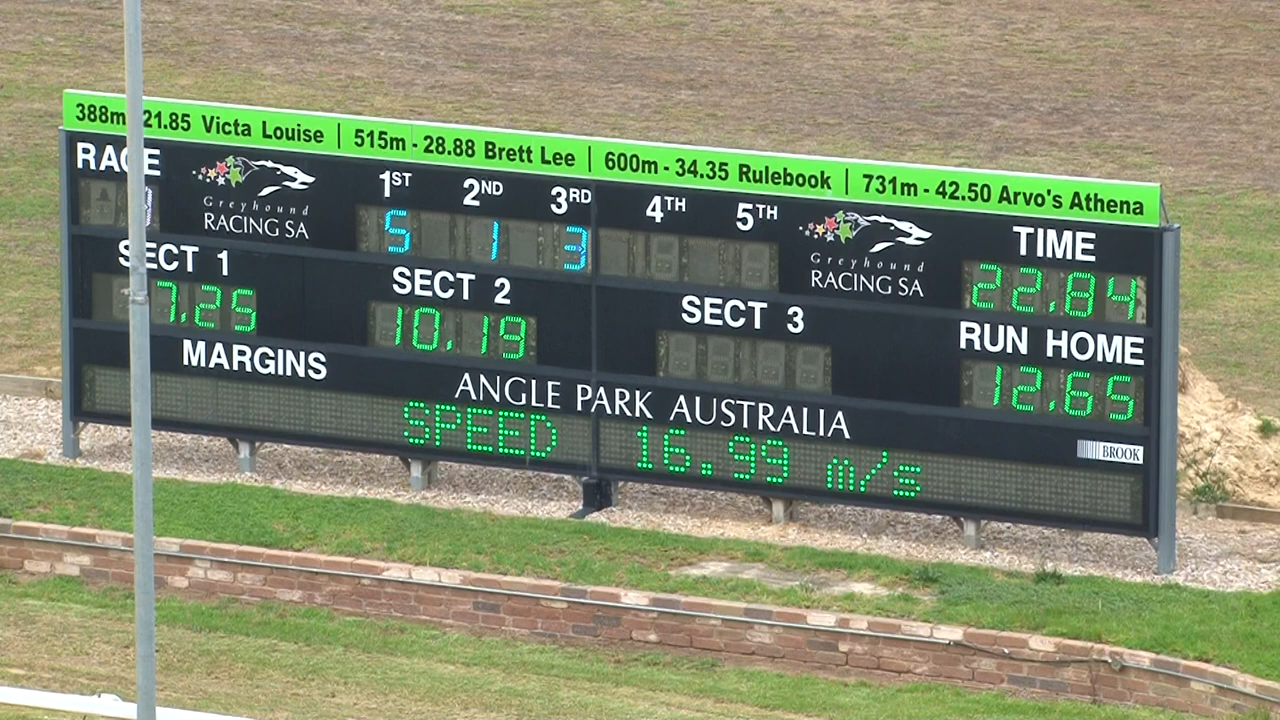 388m 21.85 Victa Louise | 515m - 28.88 Brett Lee | 600m - 34.35 Rulebook | 731m - 42.50 Arvo's Athena
RACE
Greyhound
RACING SA
1ST 2ND 3RD 4TH 5TH
5 1 3
Greyhound
RACING SA
TIME
22.84
SECT 1
7.25
SECT 2
10.19
SECT 3
RUN HOME
12.65
MARGINS
ANGLE PARK AUSTRALIA
SPEED 16.99 m/s
BROOK